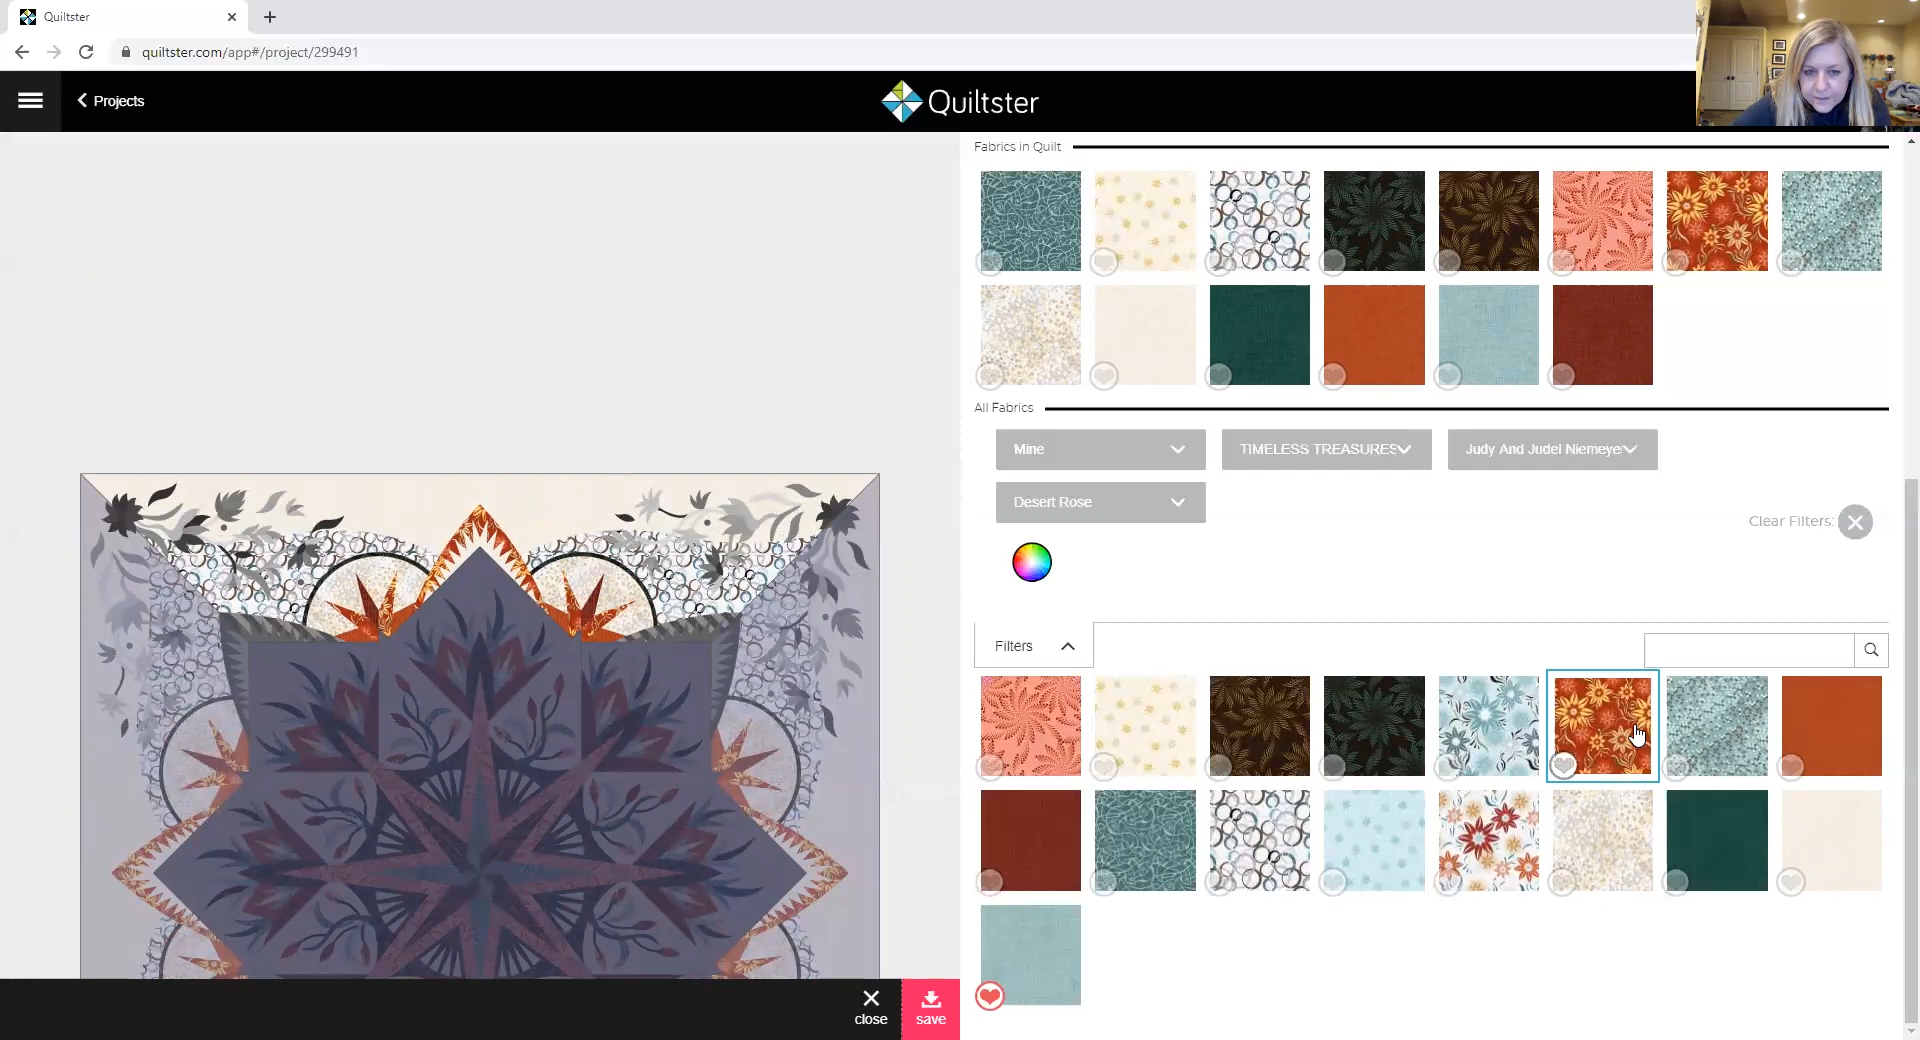 Quiltster
quiltster.com/app#/project/299491
Projects
Quiltster
Fabrics in Quilt
All Fabrics
Mine
TIMELESS TREASURES
Judy And Judel Niemeye
Desert Rose
Clear Filters:
Filters
close
save